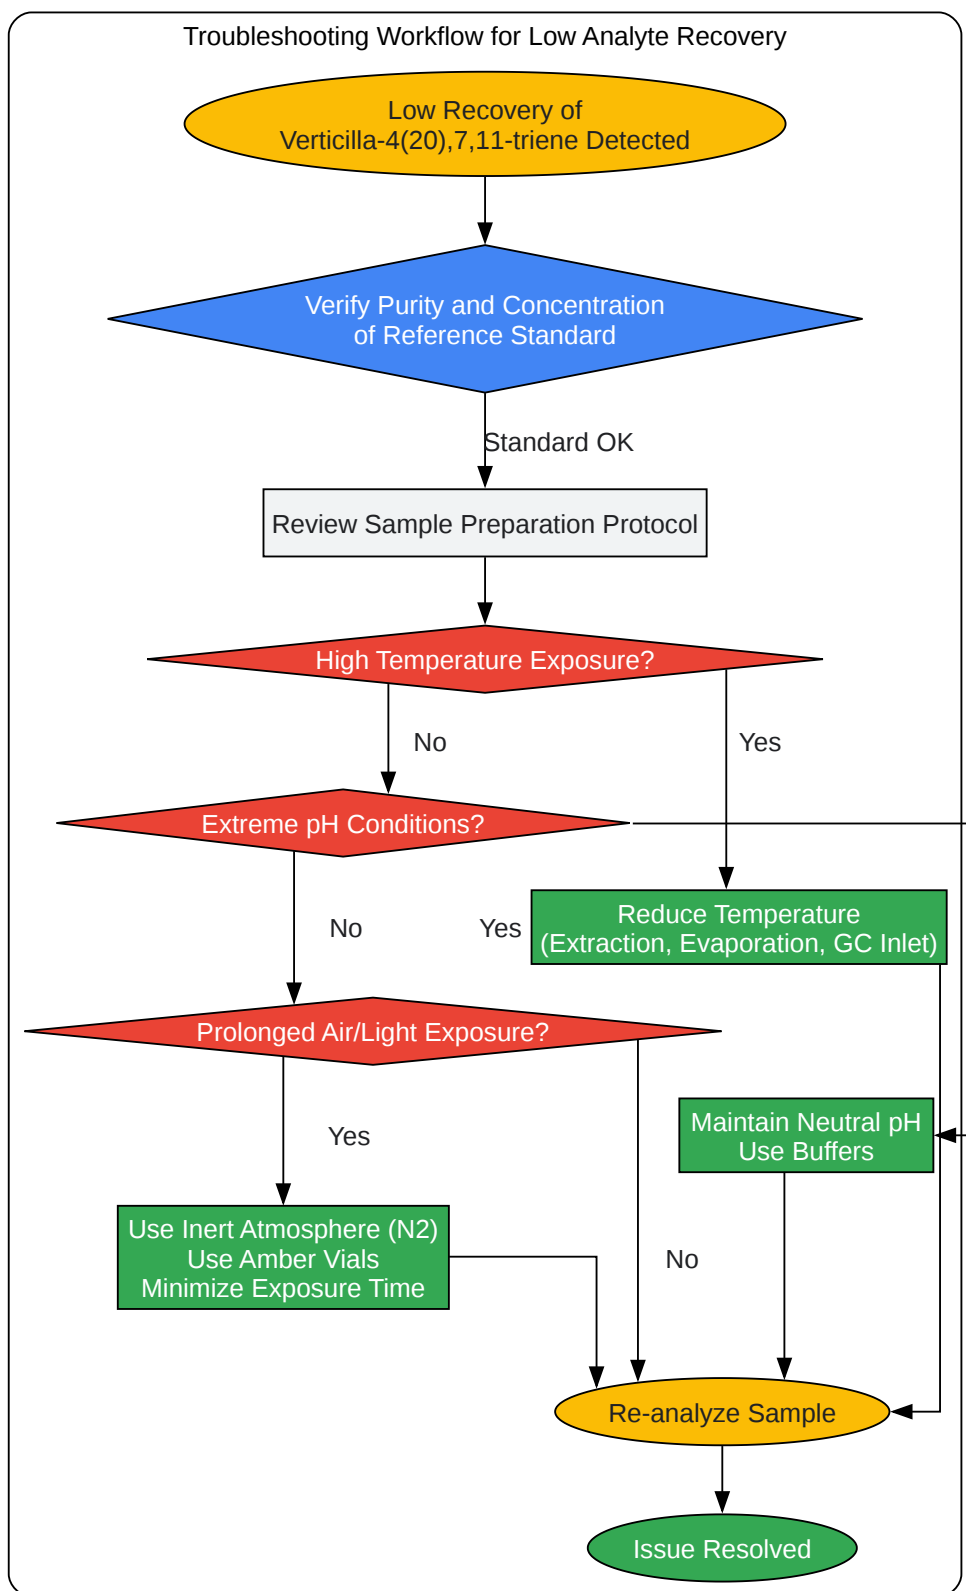 Troubleshooting Workflow for Low Analyte Recovery
Low Recovery of
Verticilla-4(20),7,11-triene Detected
Verify Purity and Concentration
of Reference Standard
Standard OK
Review Sample Preparation Protocol
High Temperature Exposure?
No
Yes
Extreme pH Conditions?
No
Yes
Reduce Temperature
(Extraction, Evaporation, GC Inlet)
Prolonged Air/Light Exposure?
Yes
Maintain Neutral pH
Use Buffers
Use Inert Atmosphere (N2)
Use Amber Vials
Minimize Exposure Time
No
Re-analyze Sample
Issue Resolved